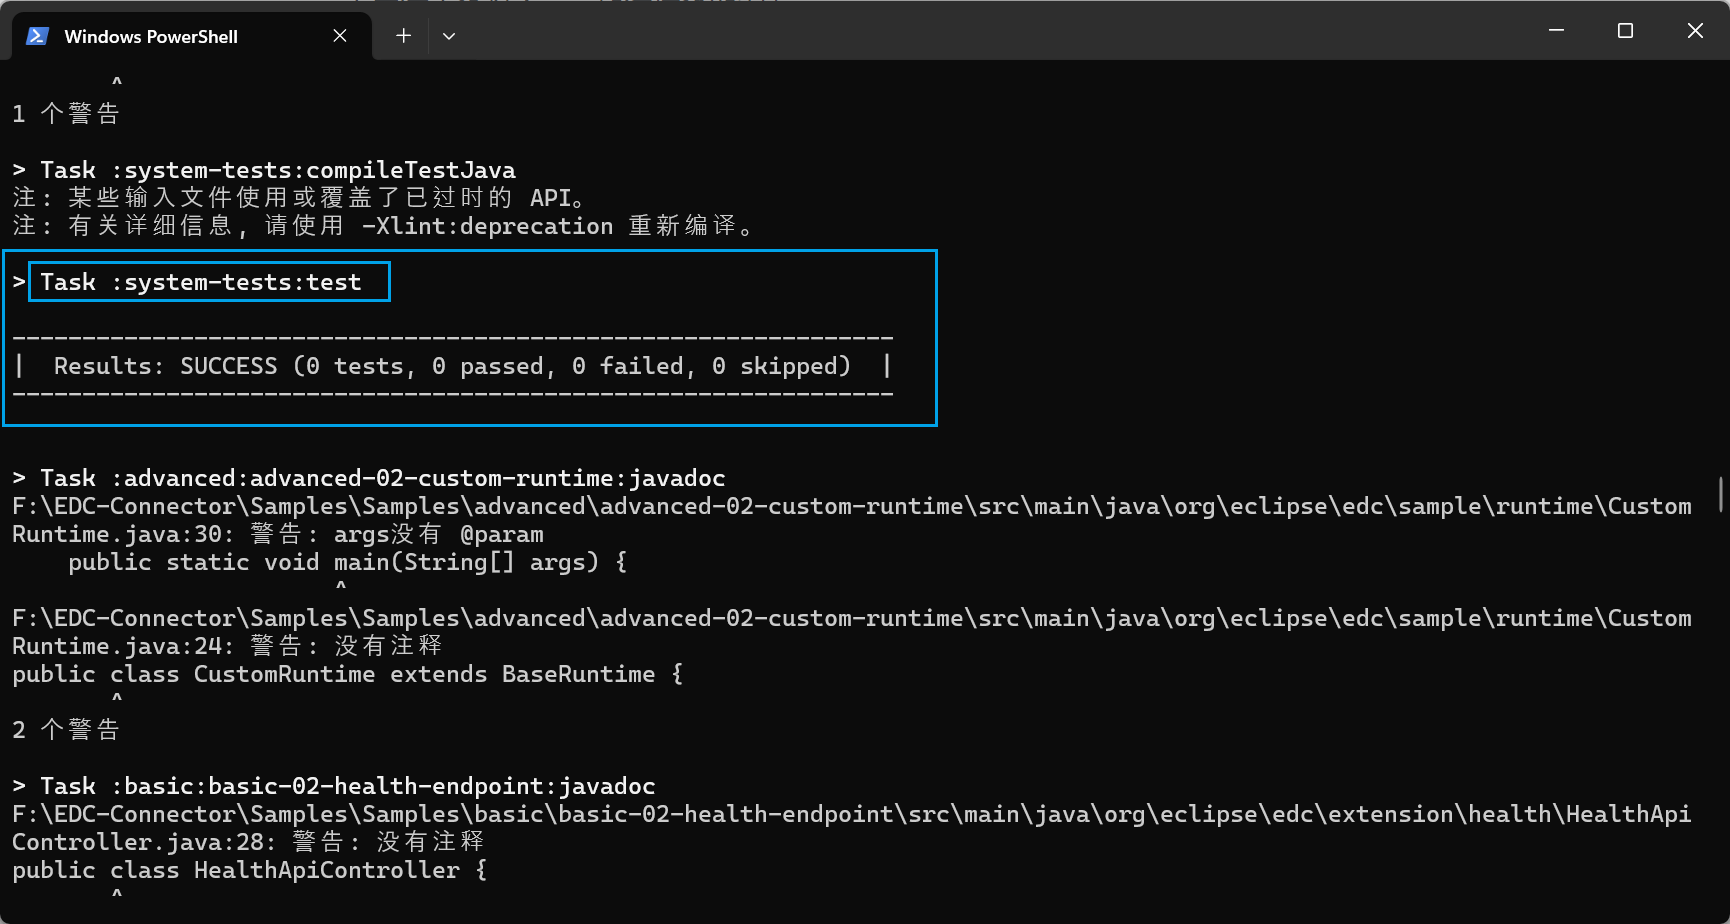 Windows PowerShell
^
1 个警告
> Task :system-tests:compileTestJava
注: 某些输入文件使用或覆盖了已过时的 API。
注: 有关详细信息, 请使用 -Xlint:deprecation 重新编译。
> Task :system-tests:test
---------------------------------------------------------------
|  Results: SUCCESS (0 tests, 0 passed, 0 failed, 0 skipped)  |
---------------------------------------------------------------
> Task :advanced:advanced-02-custom-runtime:javadoc
F:\EDC-Connector\Samples\Samples\advanced\advanced-02-custom-runtime\src\main\java\org\eclipse\edc\sample\runtime\Custom
Runtime.java:30: 警告: args没有 @param
    public static void main(String[] args) {
^
F:\EDC-Connector\Samples\Samples\advanced\advanced-02-custom-runtime\src\main\java\org\eclipse\edc\sample\runtime\Custom
Runtime.java:24: 警告: 没有注释
public class CustomRuntime extends BaseRuntime {
^
2 个警告
> Task :basic:basic-02-health-endpoint:javadoc
F:\EDC-Connector\Samples\Samples\basic\basic-02-health-endpoint\src\main\java\org\eclipse\edc\extension\health\HealthApi
Controller.java:28: 警告: 没有注释
public class HealthApiController {
^